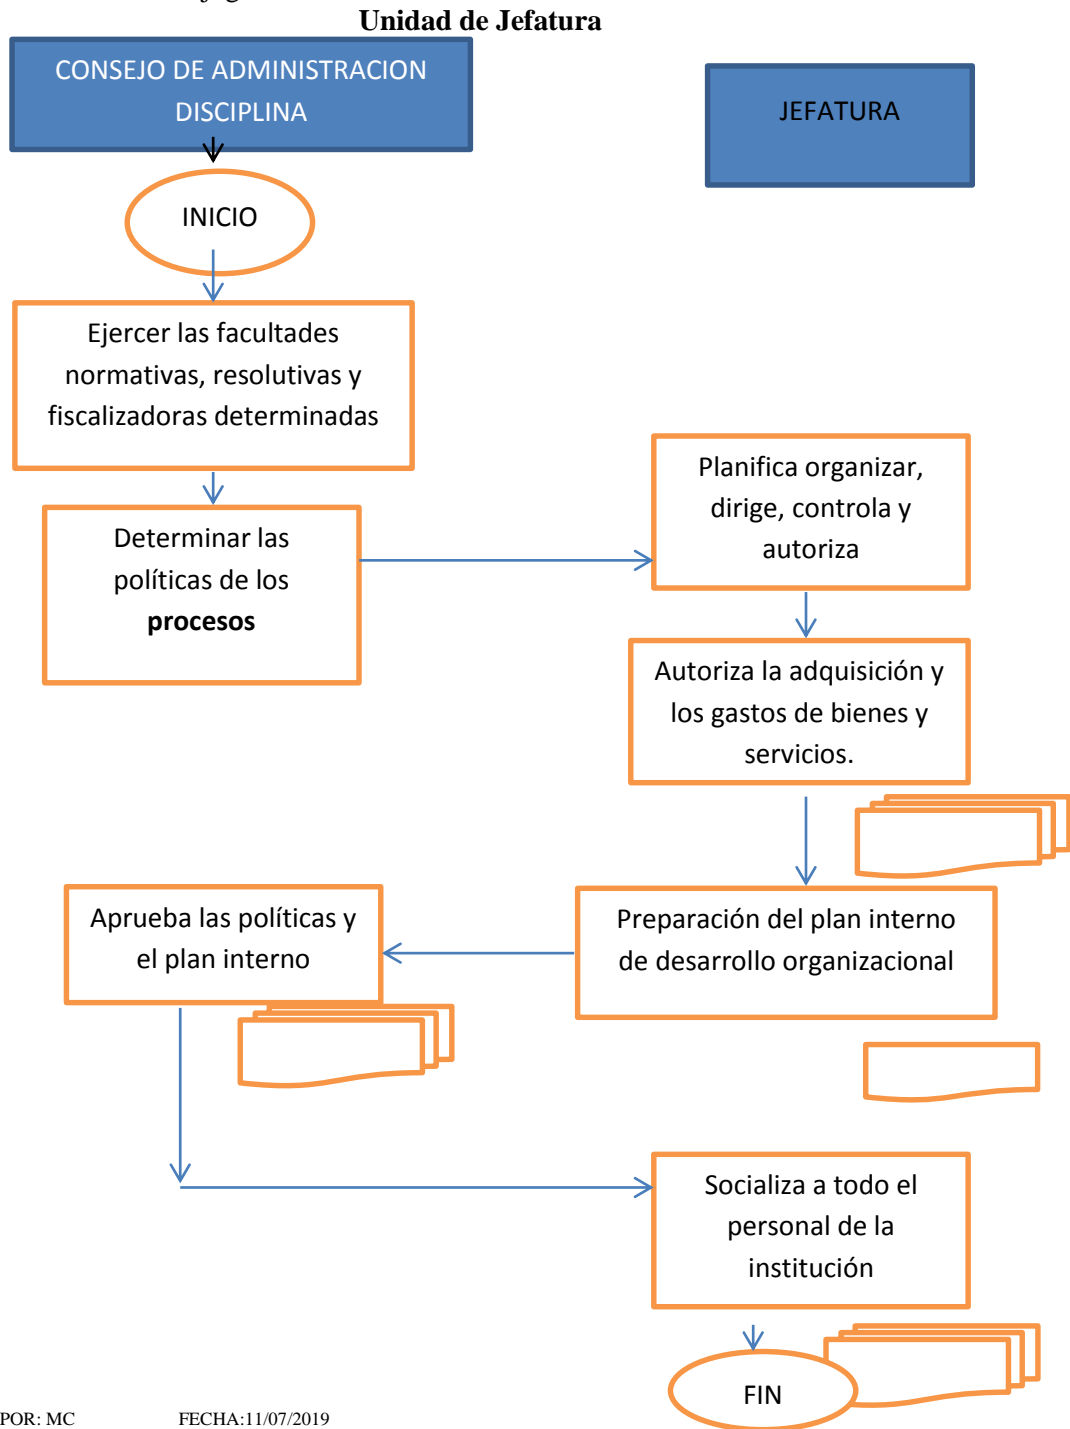 Unidad de Jefatura
CONSEJO DE ADMINISTRACION
DISCIPLINA
JEFATURA
INICIO
Ejercer las facultades
normativas, resolutivas y
fiscalizadoras determinadas
Determinar las
políticas de los
procesos
Planifica organizar,
dirige, controla y
autoriza
Autoriza la adquisición y
los gastos de bienes y
servicios.
Preparación del plan interno
de desarrollo organizacional
Aprueba las políticas y
el plan interno
Socializa a todo el
personal de la
institución
FIN
POR: MC FECHA:11/07/2019